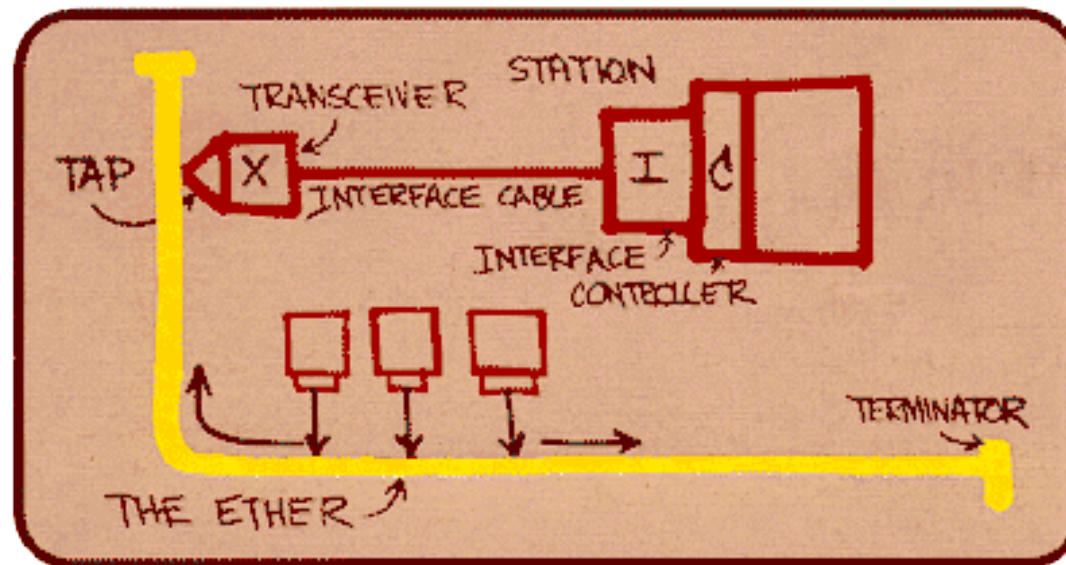 STATION
TRANSCEIVER
TAP
X
I
C
INTERFACE CABLE
INTERFACE
CONTROLLER
TERMINATOR
THE ETHER